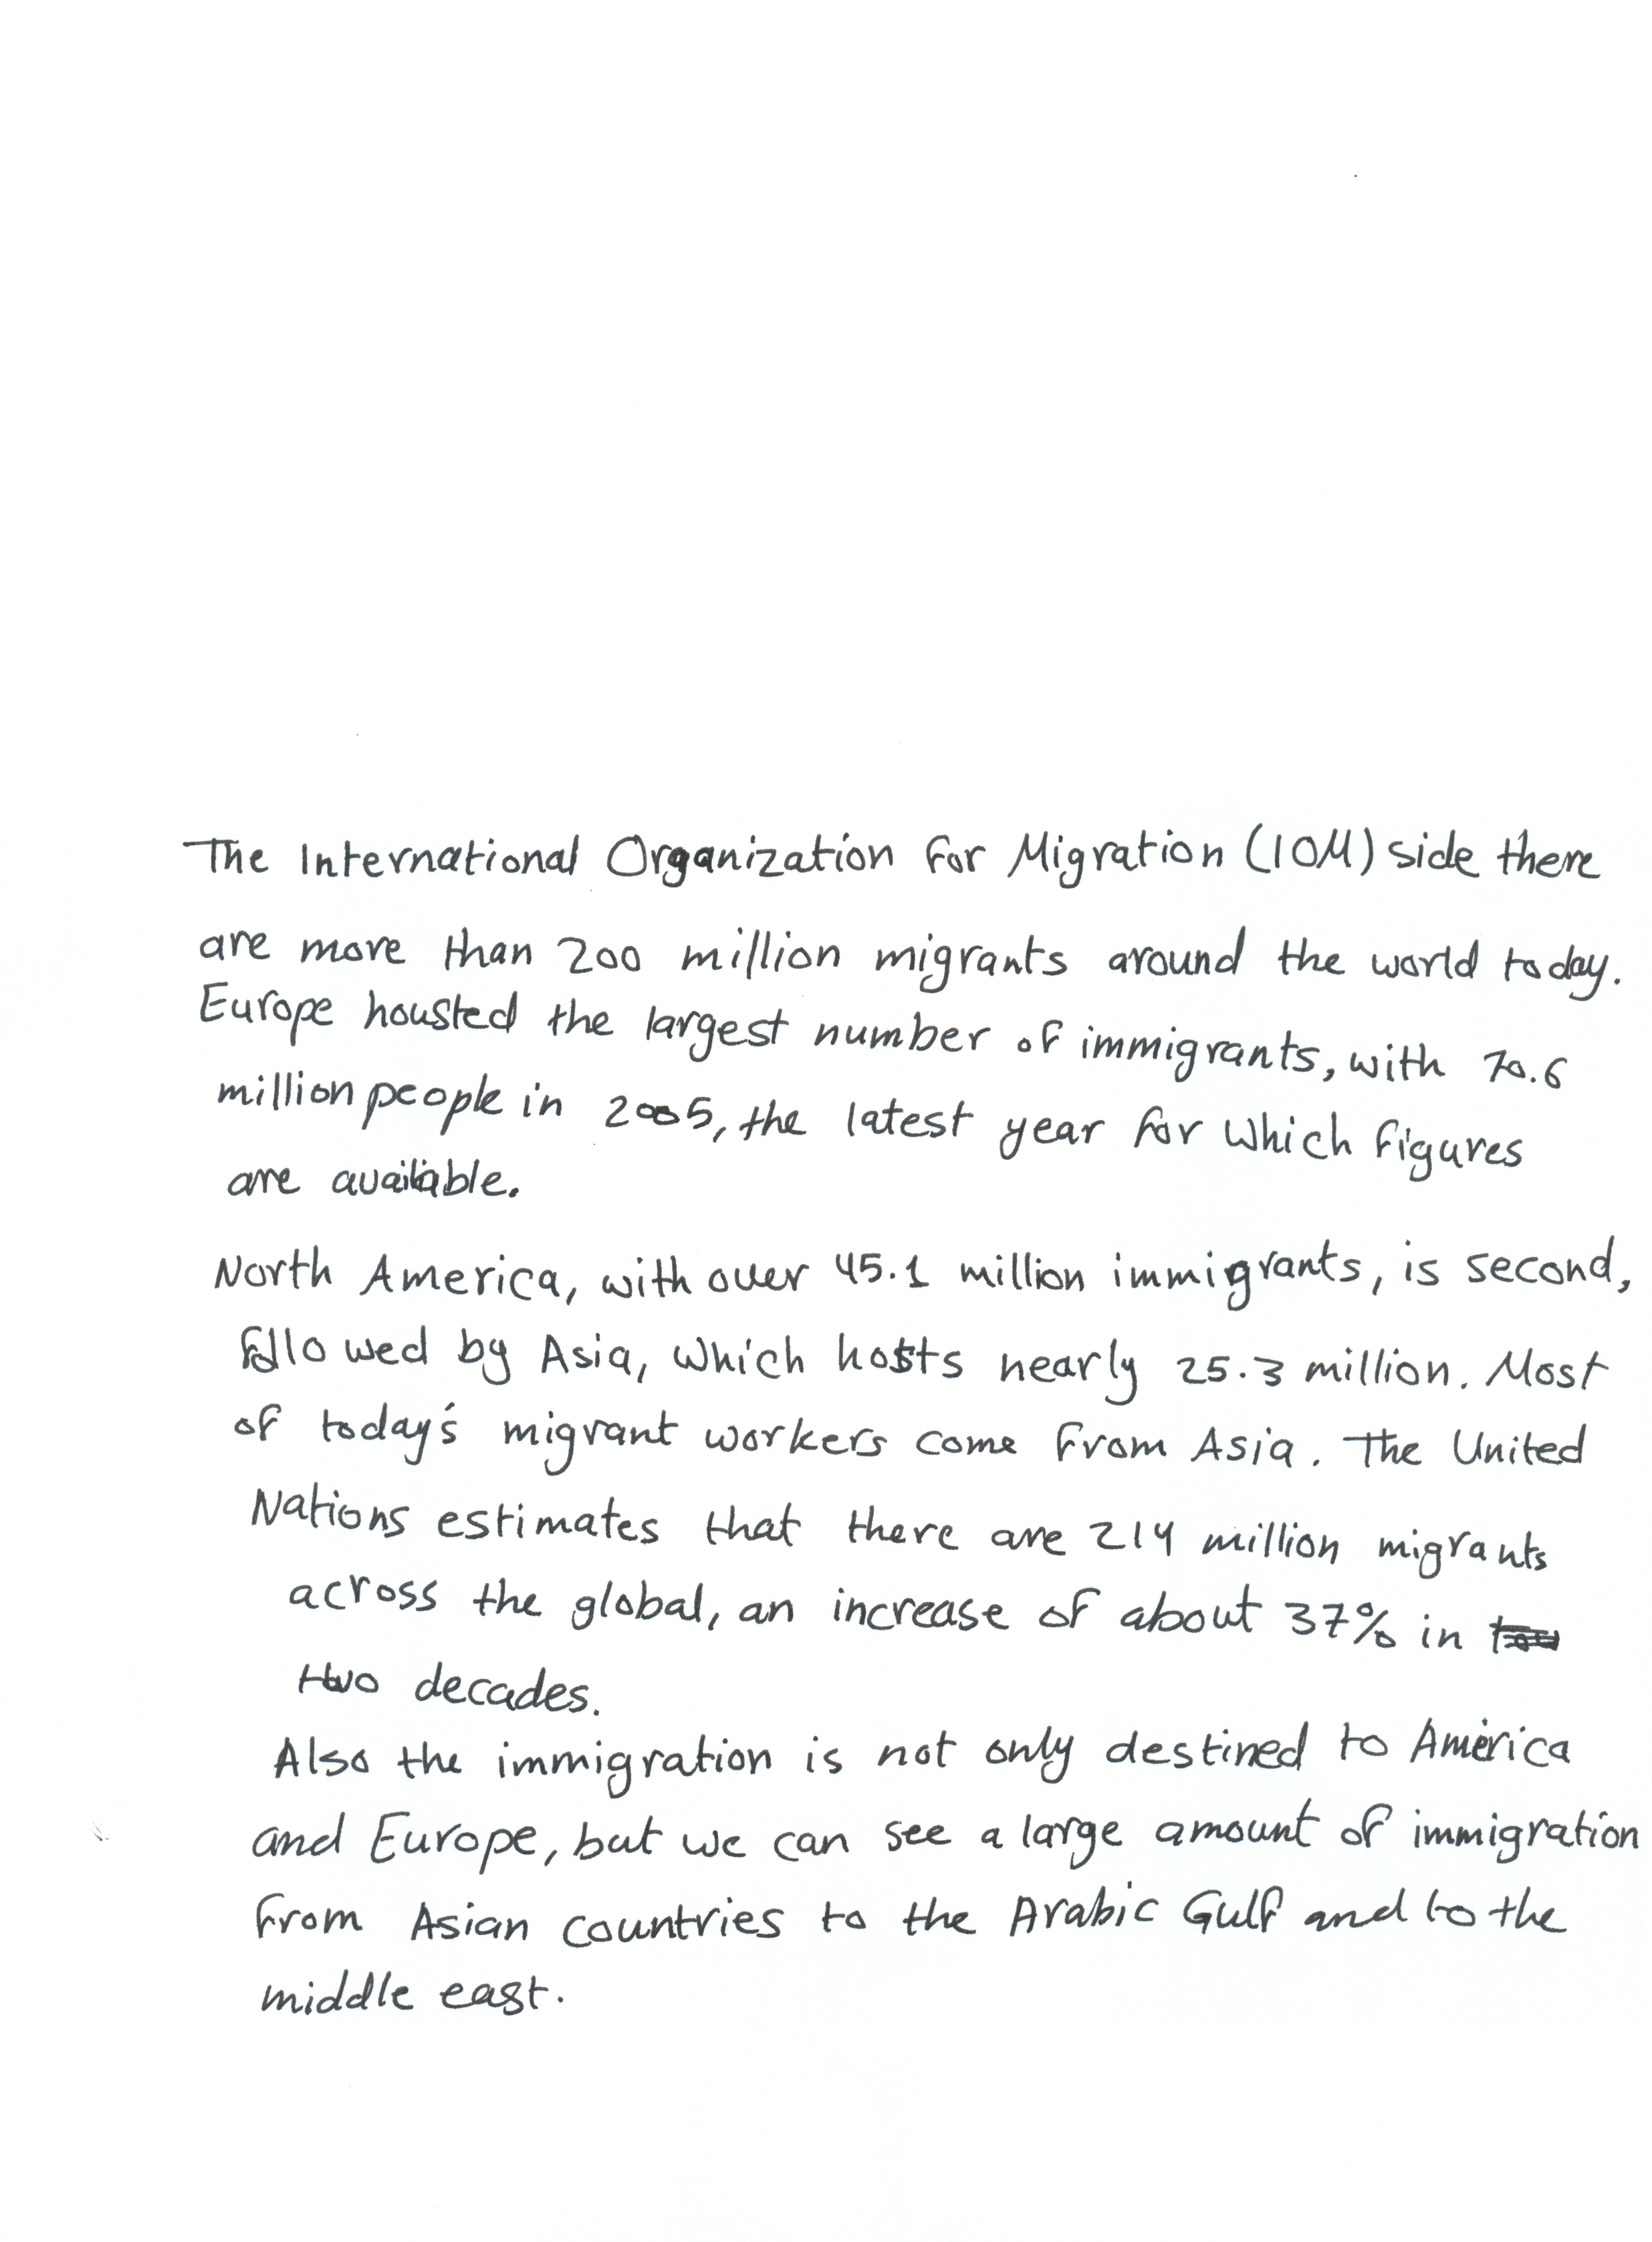 The International Organization for Migration (IOM) side there
are more than 200 million migrants around the world today.
Europe housted the largest number of immigrants, with 70.6
million people in 2005, the latest year for which figures
are available.
North America, with over 45.1 million immigrants, is second,
followed by Asia, which hosts nearly 25.3 million. Most
of today's migrant workers come from Asia. The United
Nations estimates that there are 214 million migrants
across the global, an increase of about 37% in
two decades.
Also the immigration is not only destined to America
and Europe, but we can see a large amount of immigration
from Asian countries to the Arabic Gulf and to the
middle east.